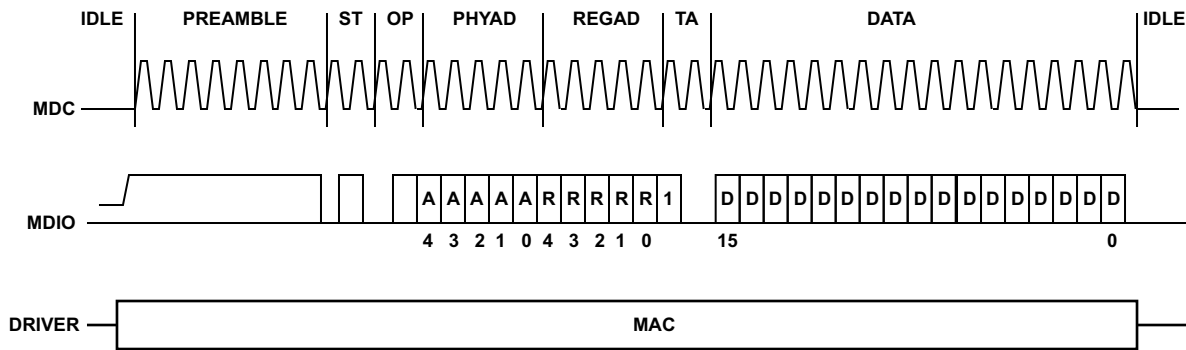 IDLE PREAMBLE ST OP PHYAD REGAD TA DATA IDLE
MDC
A A A A A R R R R R 1 D D D D D D D D D D D D D D D D D
MDIO
4 3 2 1 0 4 3 2 1 0 15 0
DRIVER MAC